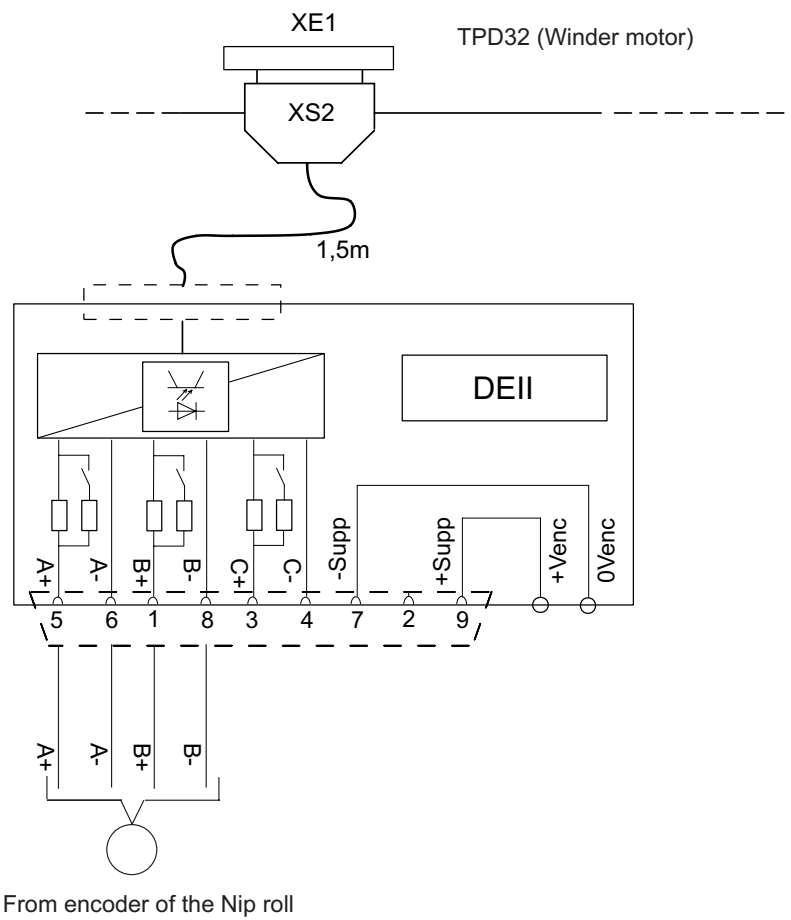 XE1
TPD32 (Winder motor)
XS2
1,5m
DEII
A+
A-
B+
B-
C+
C-
-Supp
+Supp
+Venc
0Venc
5 6 1 8 3 4 7 2 9
A+
A-
B+
B-
From encoder of the Nip roll